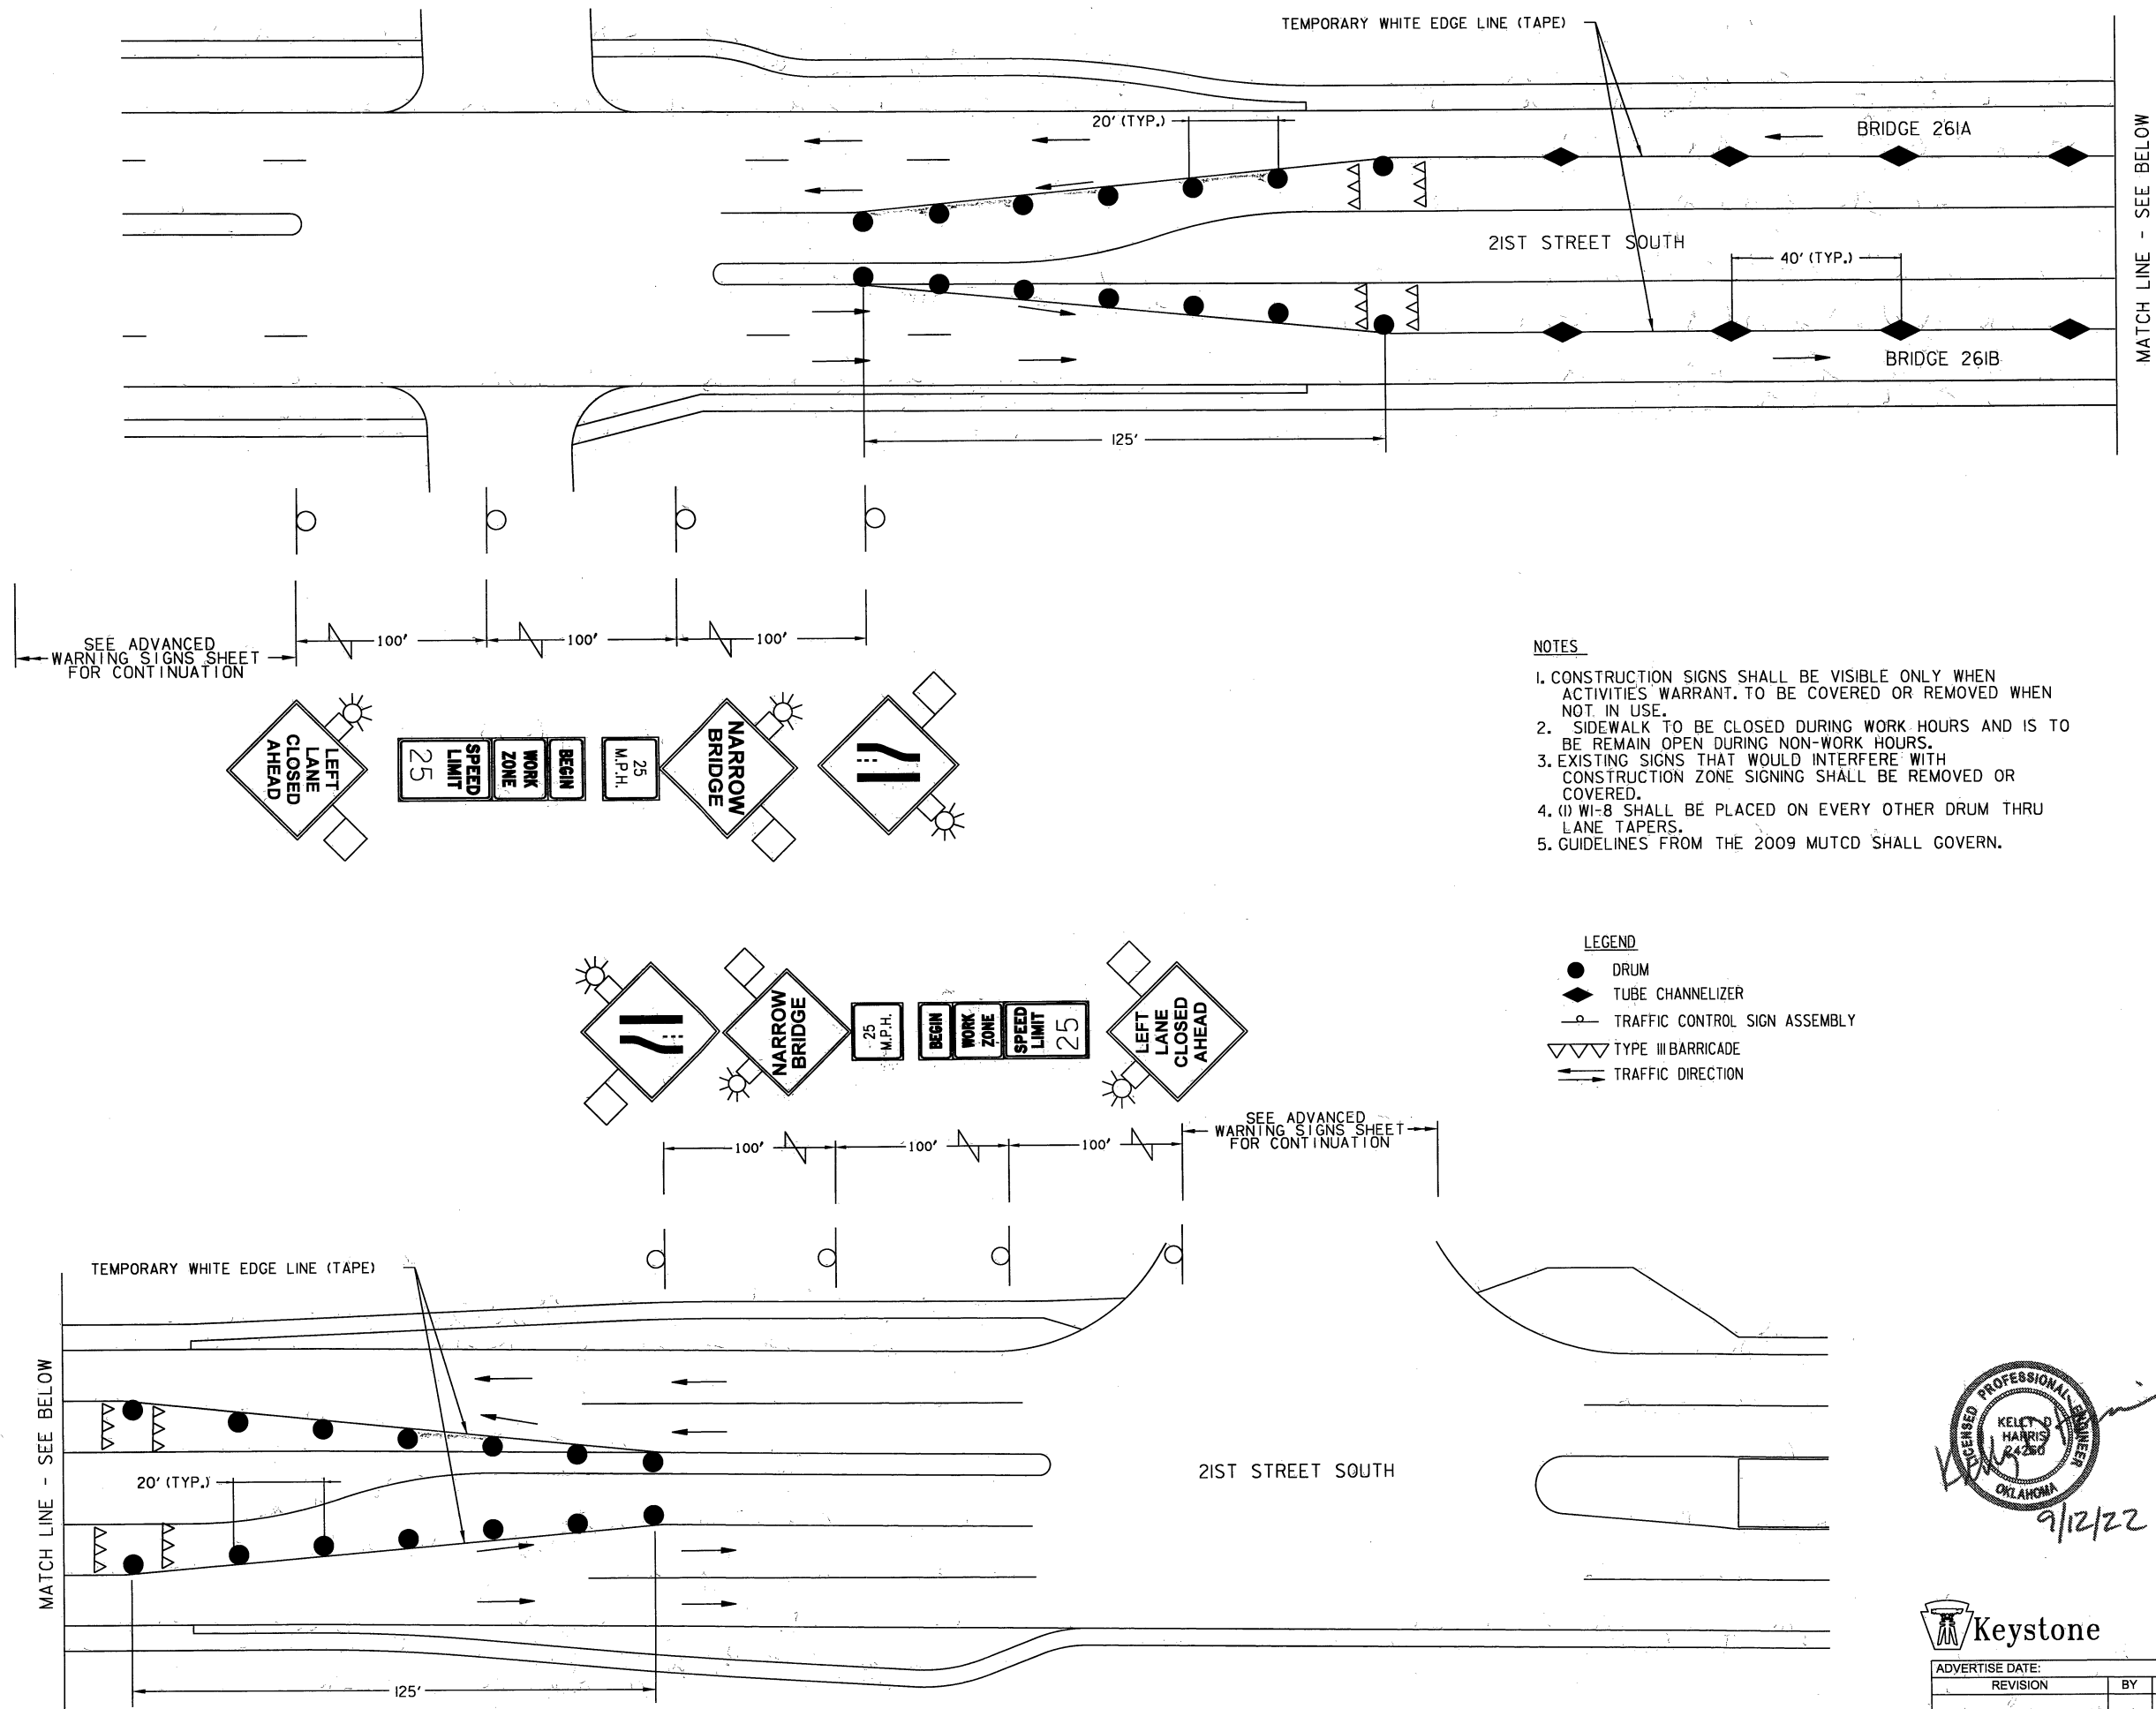 TEMPORARY WHITE EDGE LINE (TAPE)
20' (TYP.)
BRIDGE 261A
21ST STREET SOUTH
40' (TYP.)
BRIDGE 261B
MATCH LINE - SEE BELOW
125'
SEE ADVANCED
WARNING SIGNS SHEET
FOR CONTINUATION
100'
100'
100'
LEFT
LANE
CLOSED
AHEAD
BEGIN
WORK
ZONE
SPEED
LIMIT
25
25
M.P.H.
NARROW
BRIDGE
NOTES
1. CONSTRUCTION SIGNS SHALL BE VISIBLE ONLY WHEN
ACTIVITIES WARRANT. TO BE COVERED OR REMOVED WHEN
NOT IN USE.
2. SIDEWALK TO BE CLOSED DURING WORK HOURS AND IS TO
BE REMAIN OPEN DURING NON-WORK HOURS.
3. EXISTING SIGNS THAT WOULD INTERFERE WITH
CONSTRUCTION ZONE SIGNING SHALL BE REMOVED OR
COVERED.
4. (1) W1-8 SHALL BE PLACED ON EVERY OTHER DRUM THRU
LANE TAPERS.
5. GUIDELINES FROM THE 2009 MUTCD SHALL GOVERN.
LEGEND
DRUM
TUBE CHANNELIZER
TRAFFIC CONTROL SIGN ASSEMBLY
TYPE III BARRICADE
TRAFFIC DIRECTION
NARROW
BRIDGE
25
M.P.H.
BEGIN
WORK
ZONE
SPEED
LIMIT
25
LEFT
LANE
CLOSED
AHEAD
SEE ADVANCED
WARNING SIGNS SHEET
FOR CONTINUATION
100'
100'
100'
TEMPORARY WHITE EDGE LINE (TAPE)
MATCH LINE - SEE BELOW
20' (TYP.)
21ST STREET SOUTH
125'
LICENSED PROFESSIONAL ENGINEER
KELLY D
HARRIS
24260
OKLAHOMA
9/12/22
Keystone
ADVERTISE DATE:
REVISION
BY